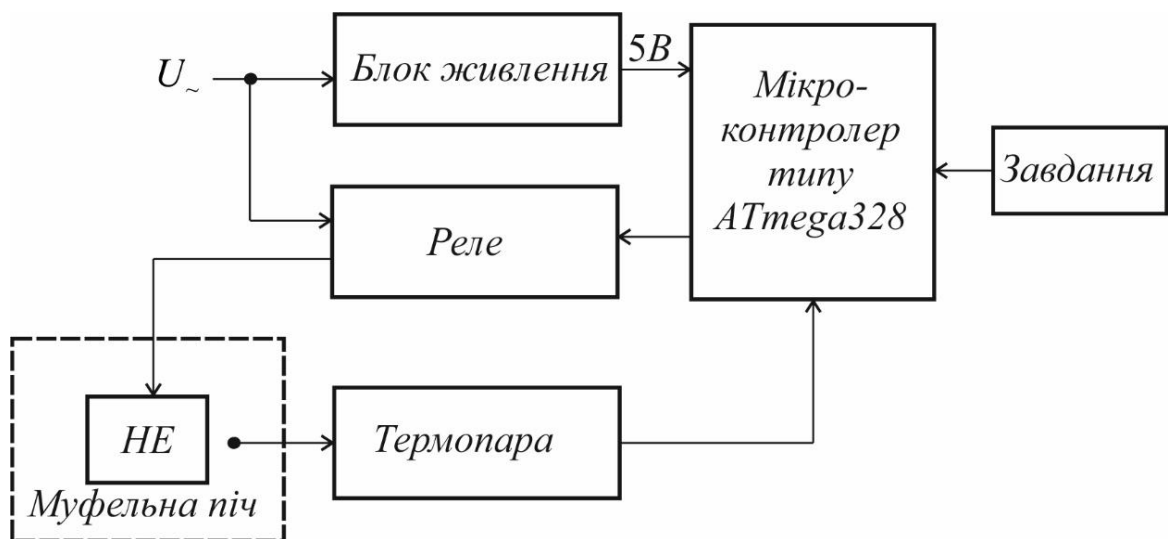 U~
Блок живлення
5В
Мікро-
контролер
типу
ATmega328
Завдання
Реле
НЕ
Термопара
Муфельна піч